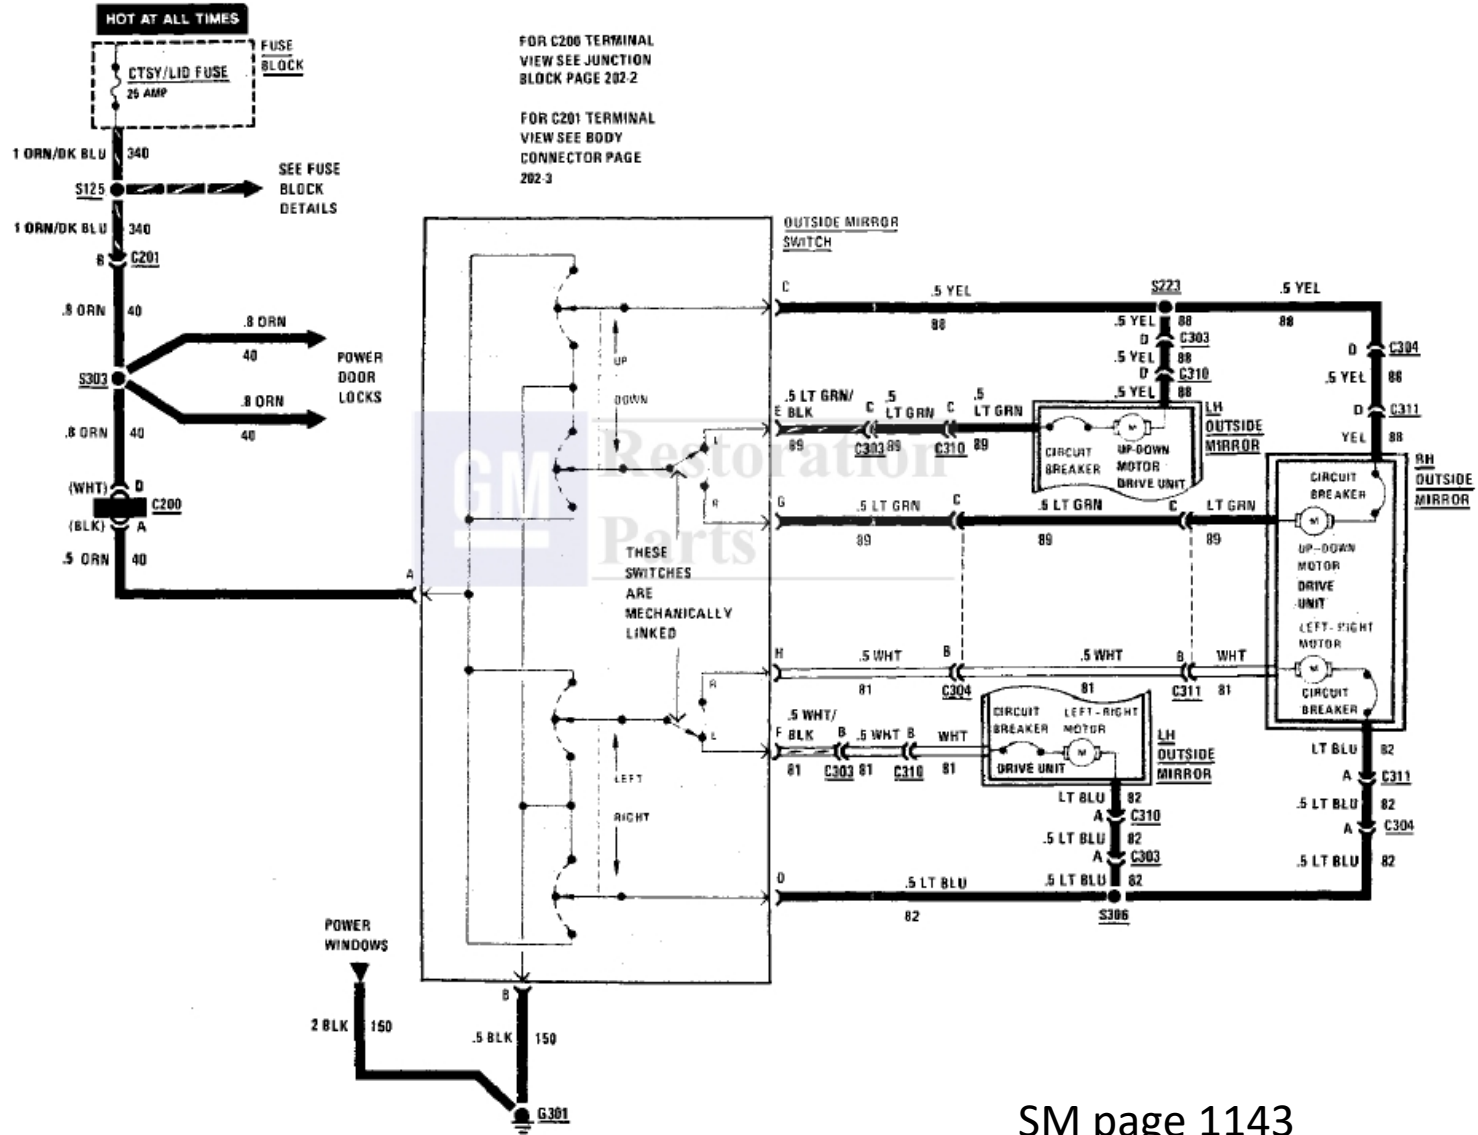 HOT AT ALL TIMES
FUSE
BLOCK
CTSY/LID FUSE
25 AMP
FOR C200 TERMINAL
VIEW SEE JUNCTION
BLOCK PAGE 202-2
FOR C201 TERMINAL
VIEW SEE BODY
CONNECTOR PAGE
202-3
1 ORN/DK BLU 340
S125
SEE FUSE
BLOCK
DETAILS
1 ORN/DK BLU 340
B C201
.8 ORN 40
.8 ORN
40
S303
POWER
DOOR
LOCKS
.8 ORN
40
.8 ORN 40
(WHT) D
C200
(BLK) A
.5 ORN 40
A
OUTSIDE MIRROR
SWITCH
UP
DOWN
L
R
THESE
SWITCHES
ARE
MECHANICALLY
LINKED
R
L
LEFT
RIGHT
GM
Restoration
Parts
C .5 YEL S223 .5 YEL
88 88
.5 YEL 88
D C303
.5 YEL 88
D C310
.5 YEL 88
D C304
.5 YEL 88
D C311
YEL 88
E .5 LT GRN/
BLK
89
C
C303
.5
LT GRN
89
C
C310
.5
LT GRN
89
CIRCUIT
BREAKER
UP-DOWN
MOTOR
DRIVE UNIT
LH
OUTSIDE
MIRROR
RH
OUTSIDE
MIRROR
CIRCUIT
BREAKER
M
M
UP-DOWN
MOTOR
DRIVE
UNIT
LEFT-RIGHT
MOTOR
M
CIRCUIT
BREAKER
G .5 LT GRN C .5 LT GRN C LT GRN
89 89 89
H .5 WHT B .5 WHT B WHT
81 C304 81 C311 81
F .5 WHT/
BLK B .5 WHT B WHT
81 C303 81 C310 81
CIRCUIT
BREAKER
LEFT-RIGHT
MOTOR
M
DRIVE UNIT
LH
OUTSIDE
MIRROR
LT BLU 82
A C310
.5 LT BLU 82
A C303
.5 LT BLU 82
LT BLU 82
A C311
.5 LT BLU 82
A C304
.5 LT BLU 82
D .5 LT BLU
82
S306
POWER
WINDOWS
2 BLK 150
B
.5 BLK 150
G301
SM page 1143